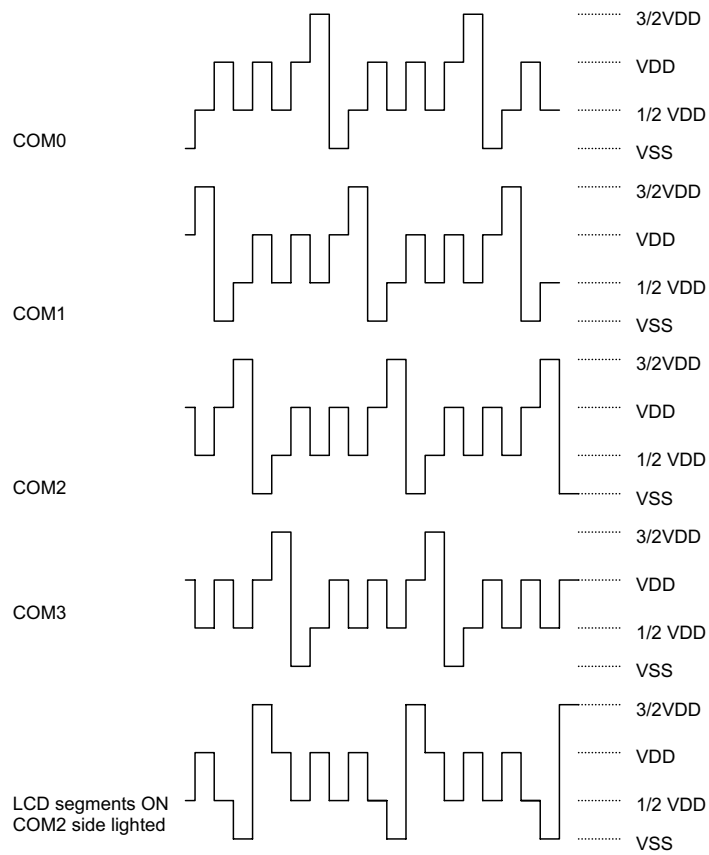 3/2VDD
VDD
1/2 VDD
COM0
VSS
3/2VDD
VDD
1/2 VDD
COM1
VSS
3/2VDD
VDD
1/2 VDD
COM2
VSS
3/2VDD
VDD
COM3
1/2 VDD
VSS
3/2VDD
VDD
LCD segments ON
1/2 VDD
COM2 side lighted
VSS